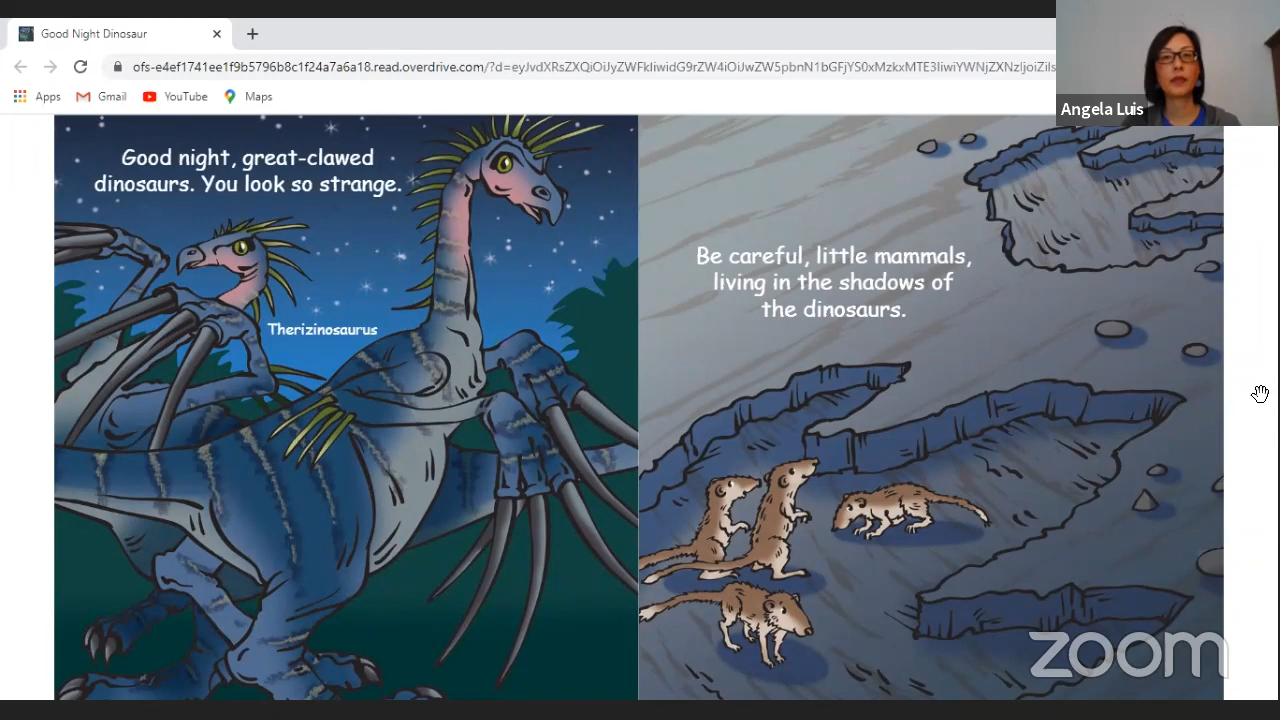 Good Night Dinosaur
ofs-e4ef1741ee1f9b5796b8c1f24a7a6a18.read.overdrive.com/?d=eyJvdXRsZXQiOiJyZWFkIiwidG9rZW4iOiJwZW5pbnN1bGFjYS0xMzkxMTE3IiwiYWNjZXNzIjoiZiIs
Apps Gmail YouTube Maps
Angela Luis
Good night, great-clawed
dinosaurs. You look so strange.
Therizinosaurus
Be careful, little mammals,
living in the shadows of
the dinosaurs.
zoom